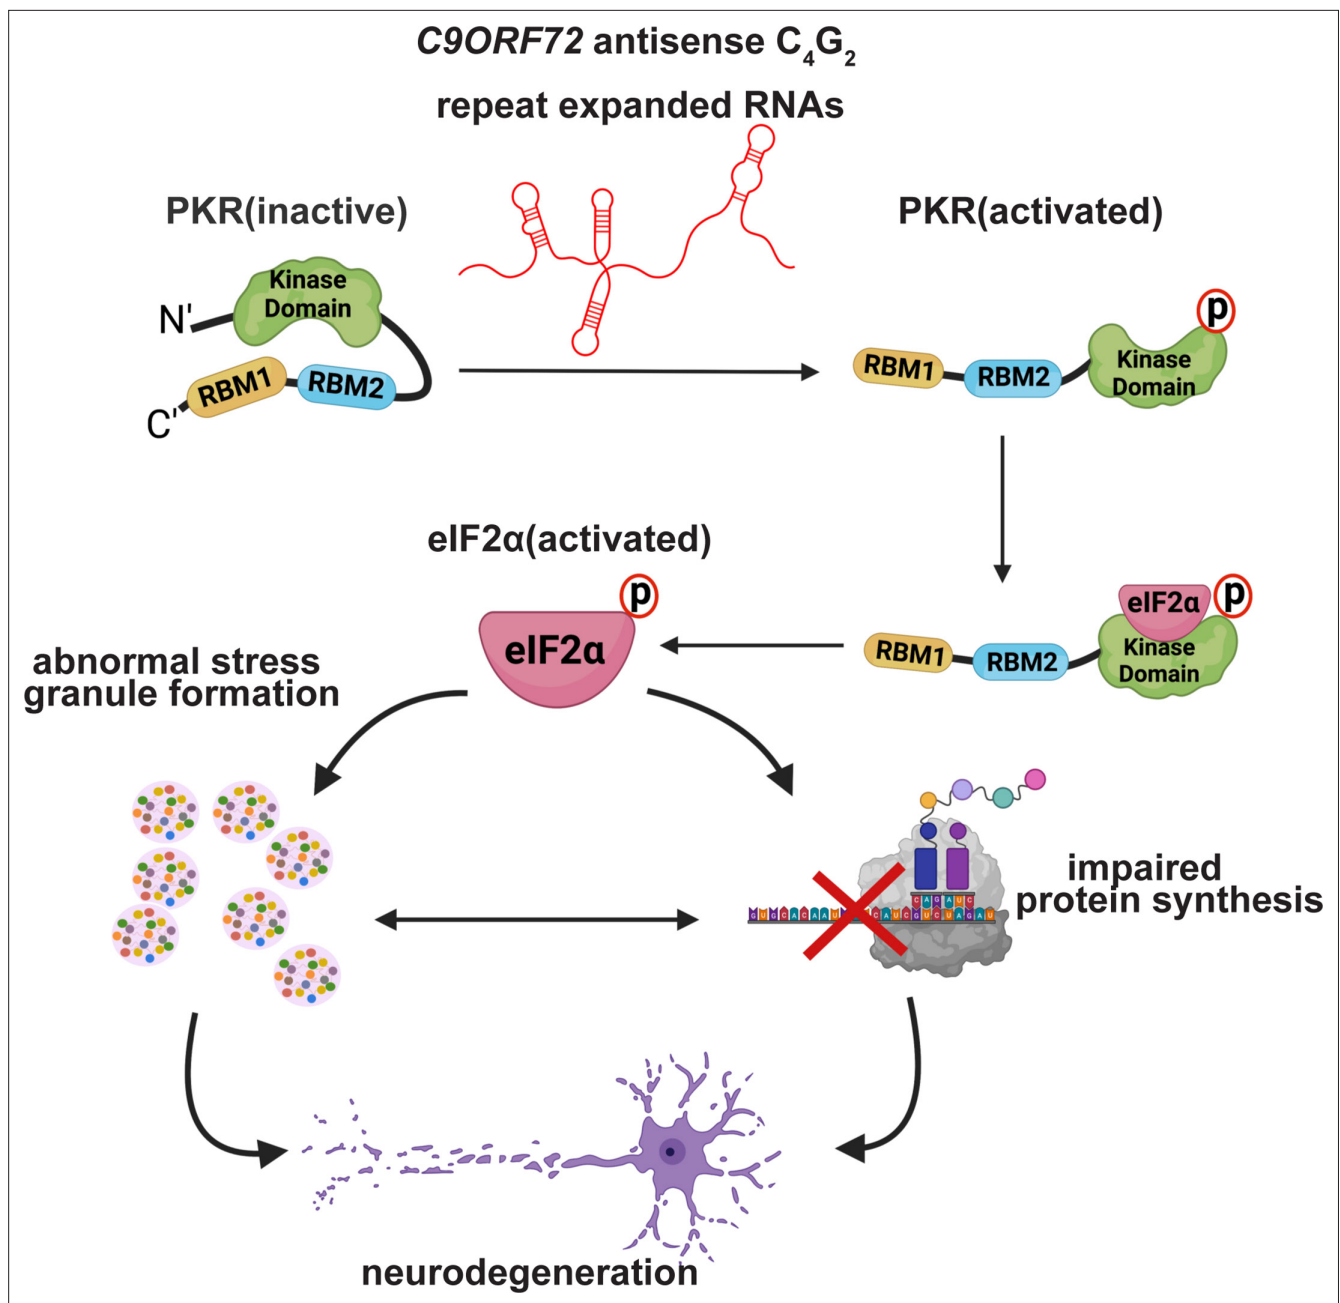 C9ORF72 antisense C₄G₂
repeat expanded RNAs
PKR(inactive)
PKR(activated)
Kinase
Domain
N'
RBM1
RBM2
C'
P
RBM1
RBM2
Kinase
Domain
eIF2α(activated)
P
eIF2α
eIF2α
P
RBM1
RBM2
Kinase
Domain
abnormal stress
granule formation
impaired
protein synthesis
CAGAUC
neurodegeneration